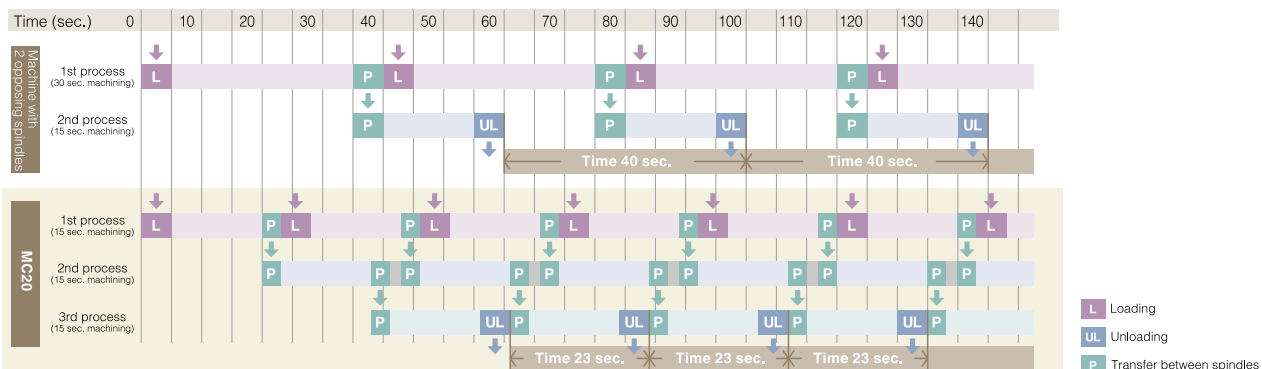 Time (sec.) 0 10 20 30 40 50 60 70 80 90 100 110 120 130 140
Machine with
2 opposing spindles
1st process
(30 sec. machining)
L P L P L P L
2nd process
(15 sec. machining)
P UL P UL P UL
Time 40 sec. Time 40 sec.
MC20
1st process
(15 sec. machining)
L P L P L P L P L P L P L
2nd process
(15 sec. machining)
P P P P P P P P P P P
3rd process
(15 sec. machining)
P UL P UL P UL P UL P
Time 23 sec. Time 23 sec. Time 23 sec.
L Loading
UL Unloading
P Transfer between spindles